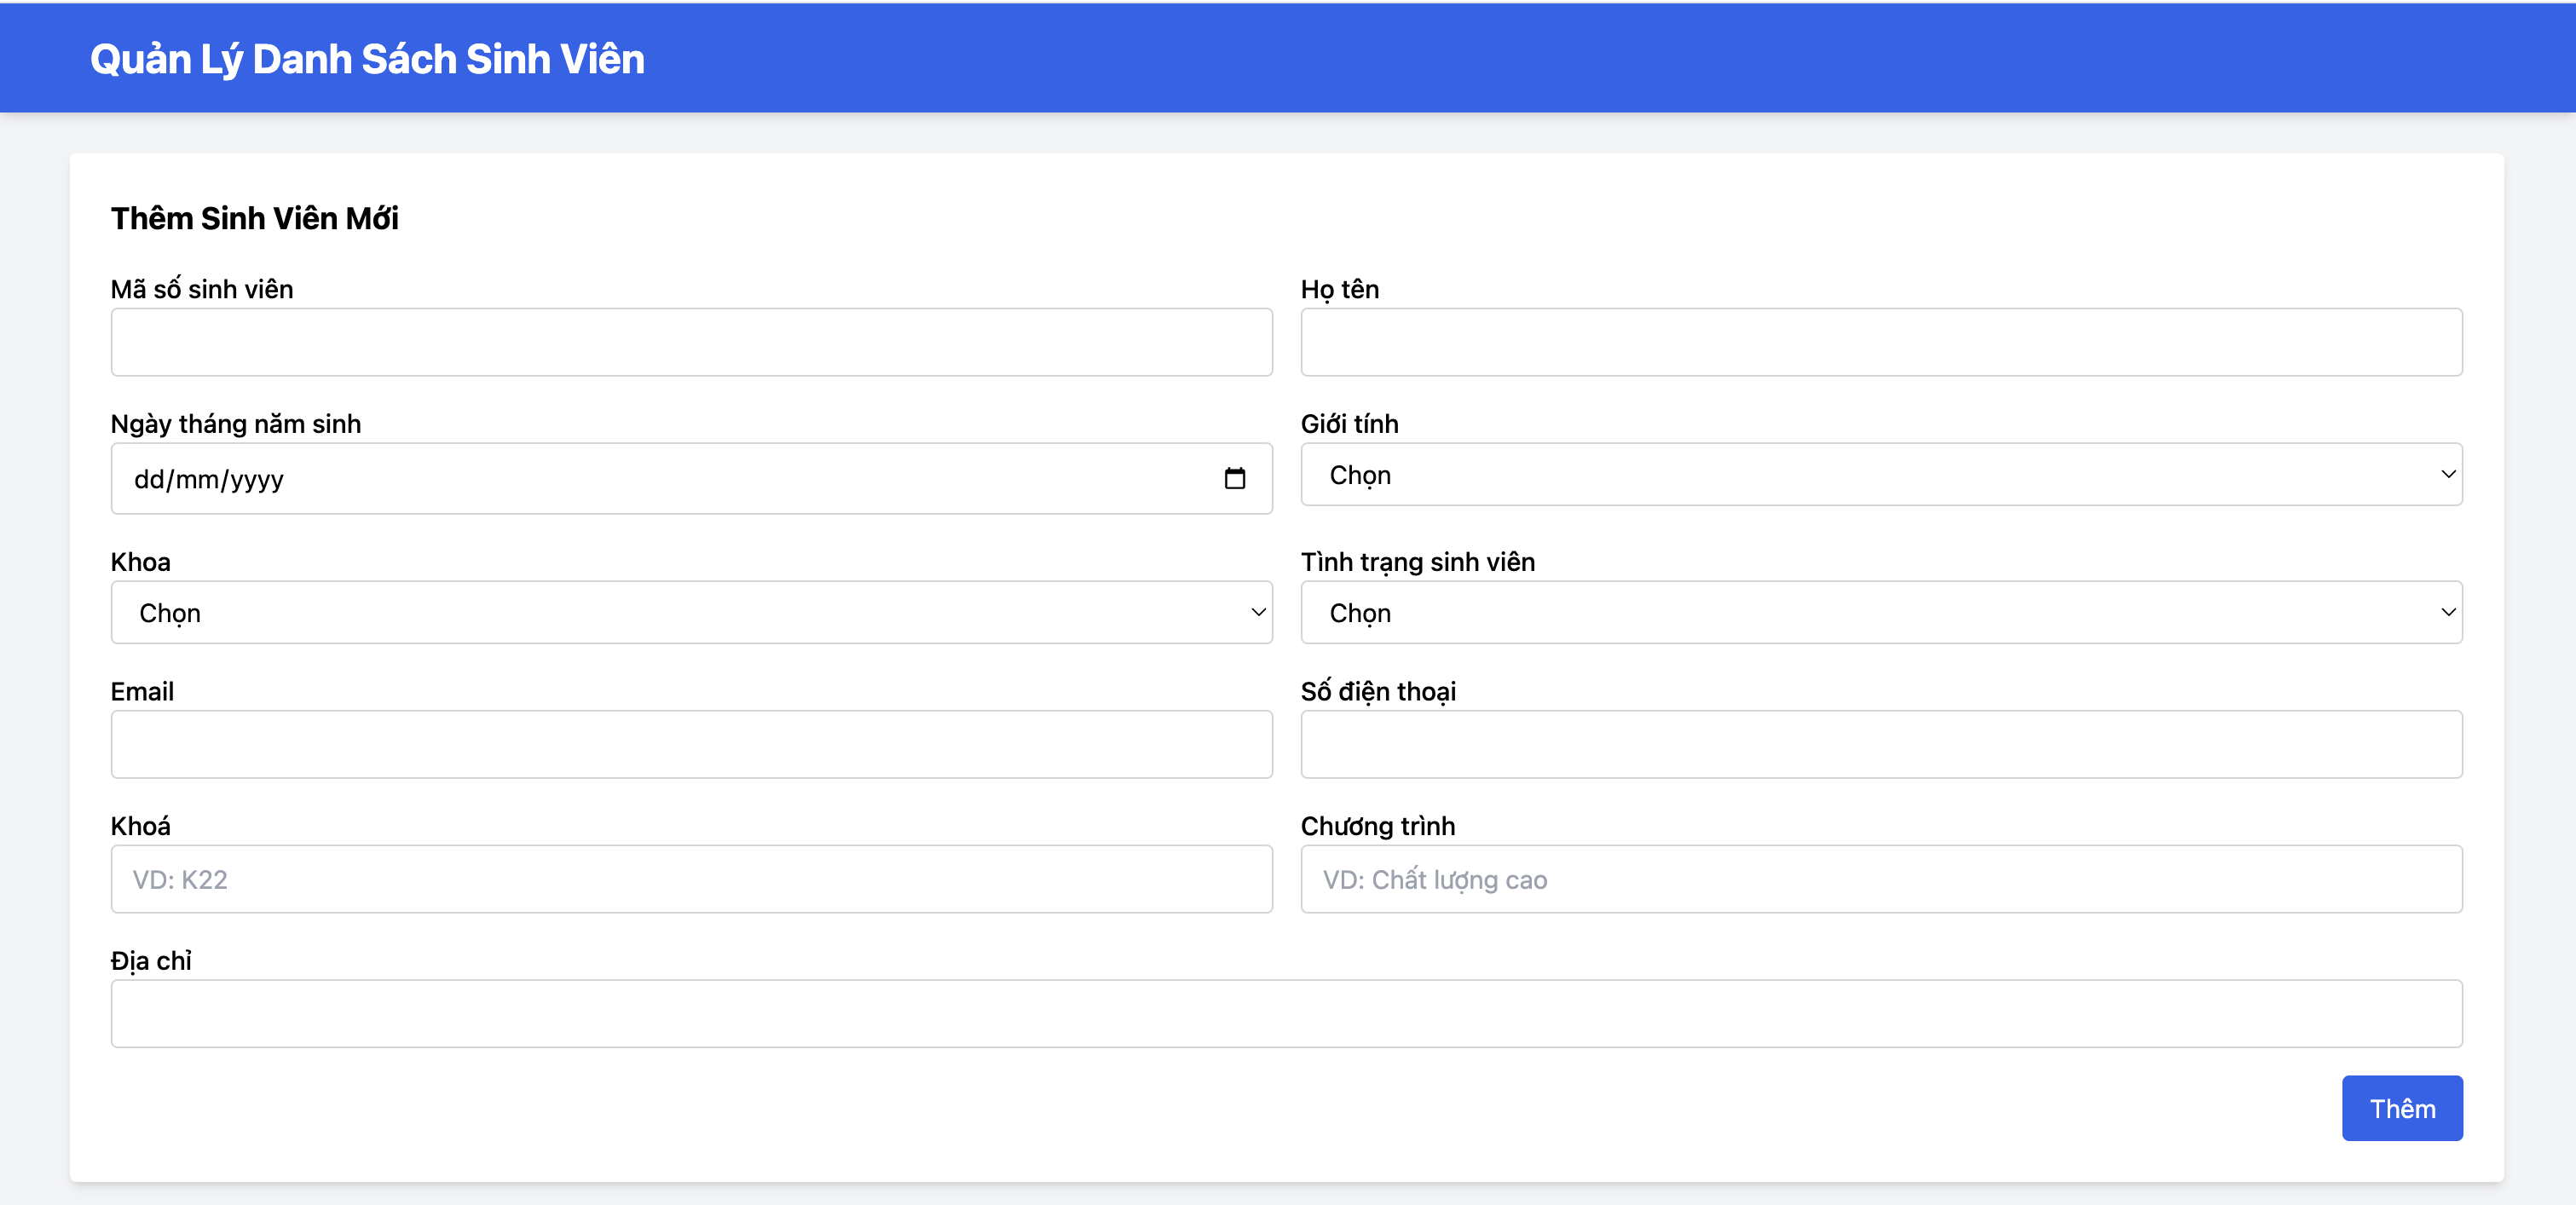 Quản Lý Danh Sách Sinh Viên
Thêm Sinh Viên Mới
Mã số sinh viên
Họ tên
Ngày tháng năm sinh
Giới tính
dd/mm/yyyy
Chọn
Khoa
Tình trạng sinh viên
Chọn
Chọn
Email
Số điện thoại
Khoá
Chương trình
VD: K22
VD: Chất lượng cao
Địa chỉ
Thêm